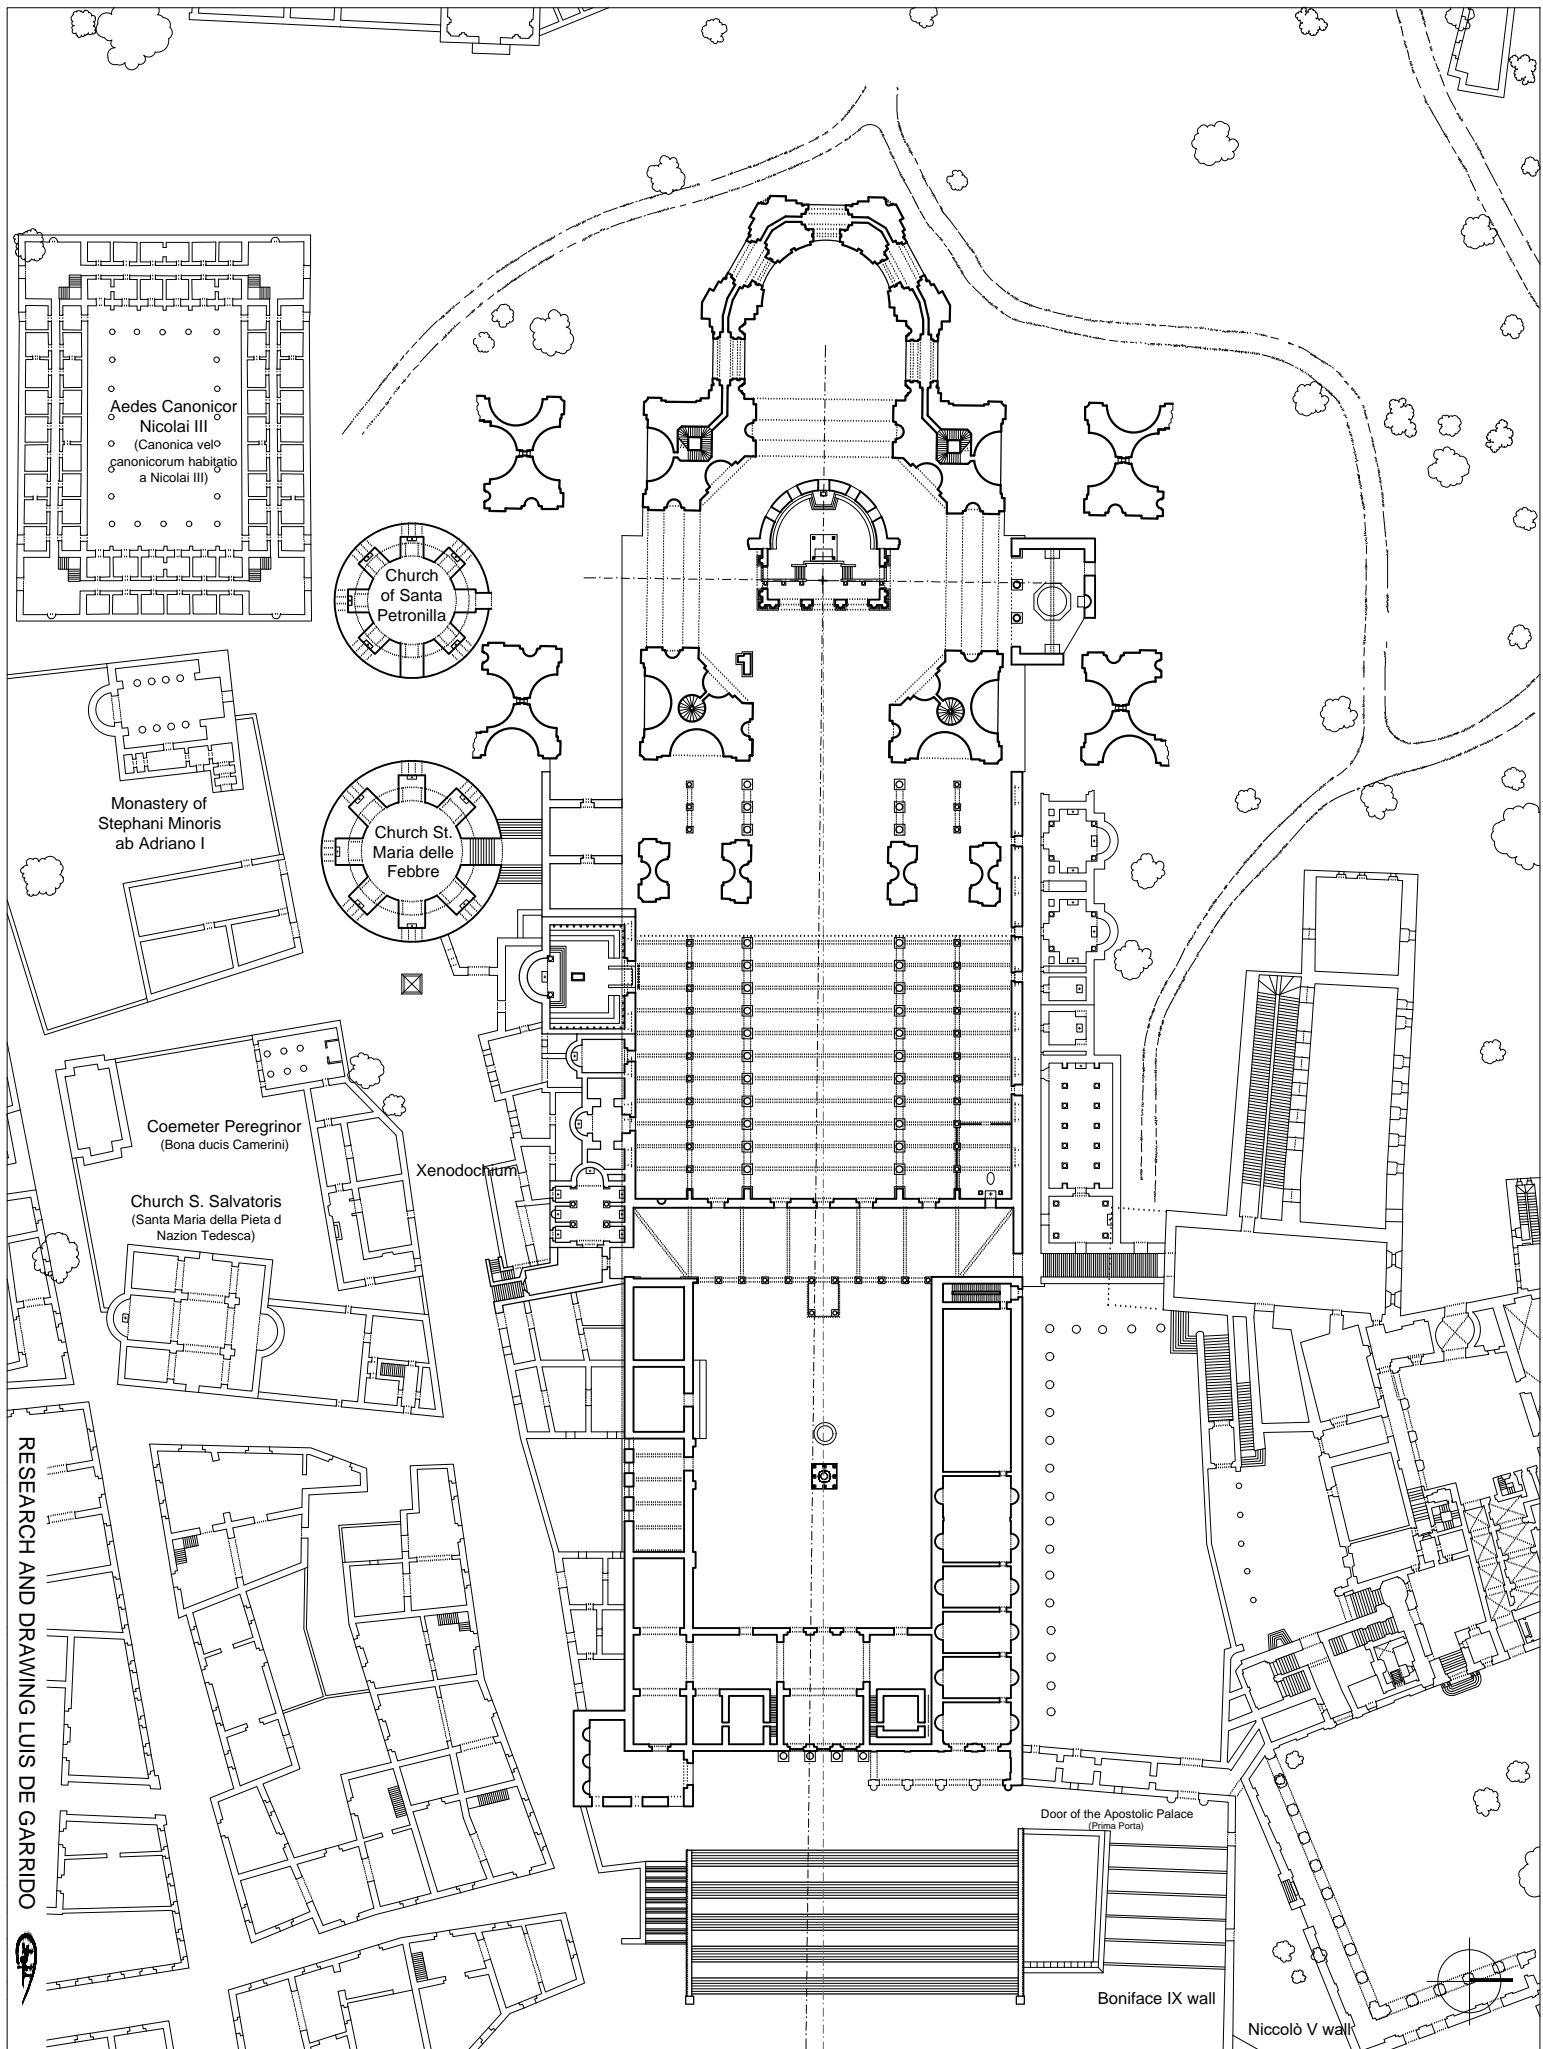 Aedes Canonicor
Nicolai III
(Canonica vel
canonicorum habitatio
a Nicolai III)
Church
of Santa
Petronilla
Monastery of
Stephani Minoris
ab Adriano I
Church St.
Maria delle
Febbre
Coemeter Peregrinor
(Bona ducis Camerini)
Xenodochium
Church S. Salvatoris
(Santa Maria della Pieta d
Nazion Tedesca)
RESEARCH AND DRAWING LUIS DE GARRIDO
Door of the Apostolic Palace
(Prima Porta)
Boniface IX wall
Niccolò V wall